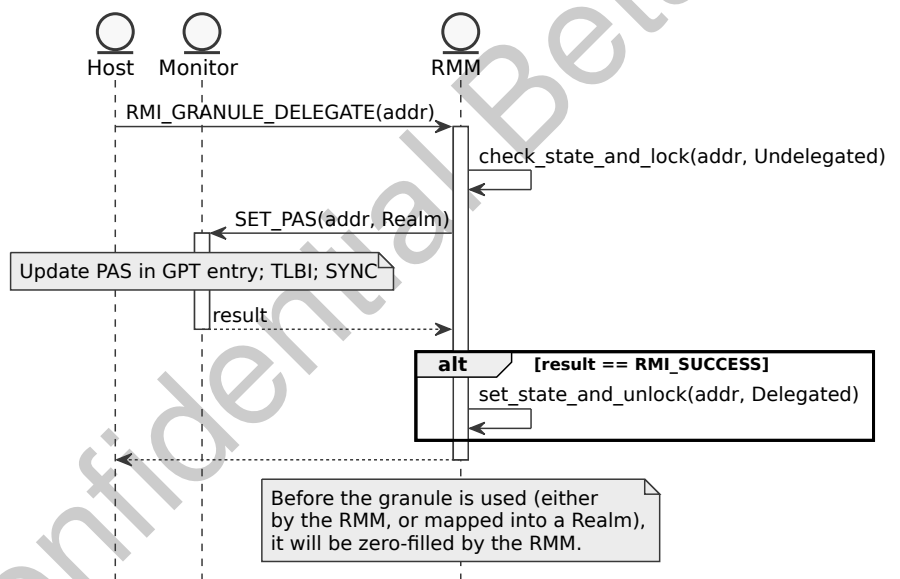 Host
Monitor
RMM
RMI_GRANULE_DELEGATE(addr)
check_state_and_lock(addr, Undelegated)
SET_PAS(addr, Realm)
Update PAS in GPT entry; TLBI; SYNC
result
alt
[result == RMI_SUCCESS]
set_state_and_unlock(addr, Delegated)
Before the granule is used (either
by the RMM, or mapped into a Realm),
it will be zero-filled by the RMM.
onfidential Bet